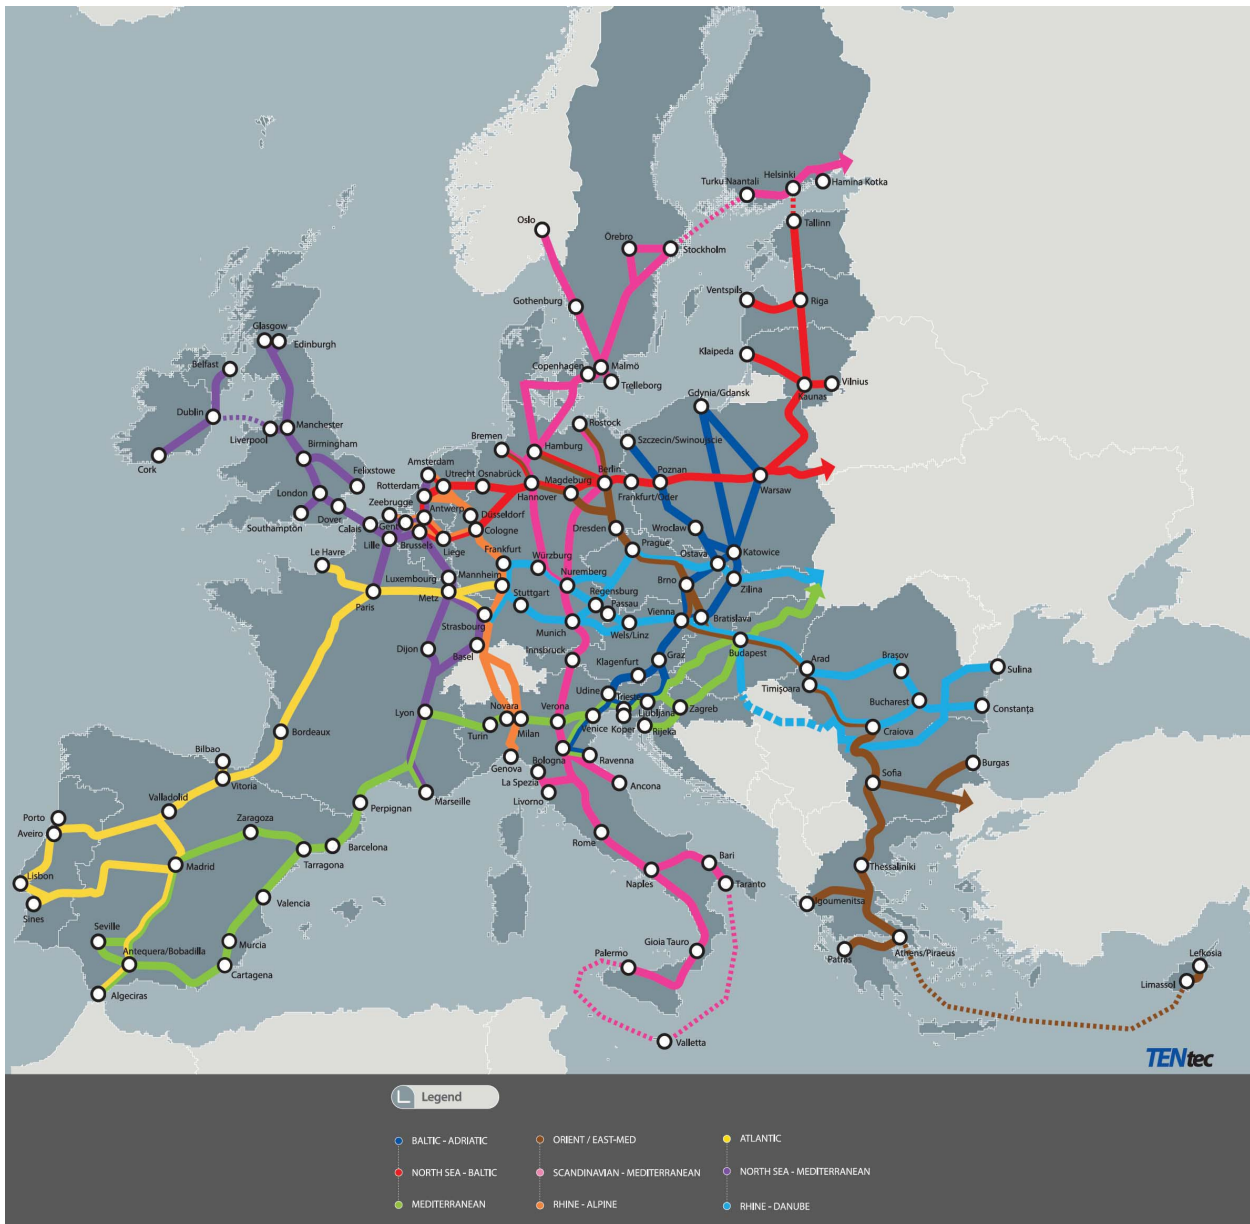 Helsinki
Turku Naantali
Hamina Kotka
Oslo
Tallinn
Örebro
Stockholm
Ventspils
Riga
Gothenburg
Glasgow
Edinburgh
Klaipeda
Belfast
Copenhagen
Malmö
Trelleborg
Vilnius
Kaunas
Gdynia/Gdansk
Dublin
Manchester
Liverpool
Rostock
Bremen
Hamburg
Szczecin/Swinoujscie
Birmingham
Cork
Felixstowe
Amsterdam
Utrecht
Osnabrück
Berlin
Poznan
Rotterdam
Magdeburg
Warsaw
London
Zeebrugge
Hannover
Frankfurt/Oder
Southampton
Dover
Antwerp
Düsseldorf
Calais
Gent
Cologne
Dresden
Wroclaw
Lille
Brussels
Liege
Prague
Ostava
Katowice
Le Havre
Frankfurt
Würzburg
Luxembourg
Mannheim
Nuremberg
Brno
Zilina
Paris
Metz
Stuttgart
Regensburg
Passau
Strasbourg
Vienna
Bratislava
Munich
Wels/Linz
Dijon
Basel
Innsbruck
Graz
Budapest
Arad
Braşov
Sulina
Klagenfurt
Timişoara
Udine
Trieste
Bucharest
Constanţa
Lyon
Novara
Verona
Ljubljana
Zagreb
Turin
Milan
Venice
Koper
Rijeka
Craiova
Bordeaux
Bilbao
Genova
Bologna
Ravenna
Burgas
Vitoria
La Spezia
Ancona
Sofia
Livorno
Marseille
Valladolid
Perpignan
Porto
Zaragoza
Aveiro
Rome
Barcelona
Madrid
Tarragona
Bari
Thessaliniki
Lisbon
Naples
Taranto
Valencia
Igoumenitsa
Sines
Seville
Murcia
Gioia Tauro
Athens/Piraeus
Antequera/Bobadilla
Palermo
Patras
Lefkosia
Cartagena
Limassol
Algeciras
Valletta
TENtec
Legend
BALTIC - ADRIATIC
ORIENT / EAST-MED
ATLANTIC
NORTH SEA - BALTIC
SCANDINAVIAN - MEDITERRANEAN
NORTH SEA - MEDITERRANEAN
MEDITERRANEAN
RHINE - ALPINE
RHINE - DANUBE